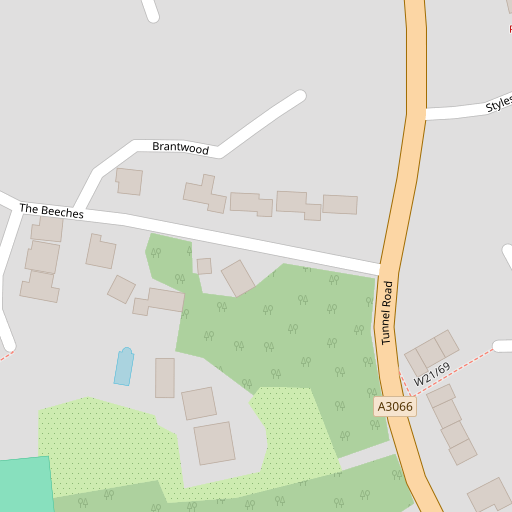 Styles
Brantwood
The Beeches
Tunnel Road
W21/69
A3066